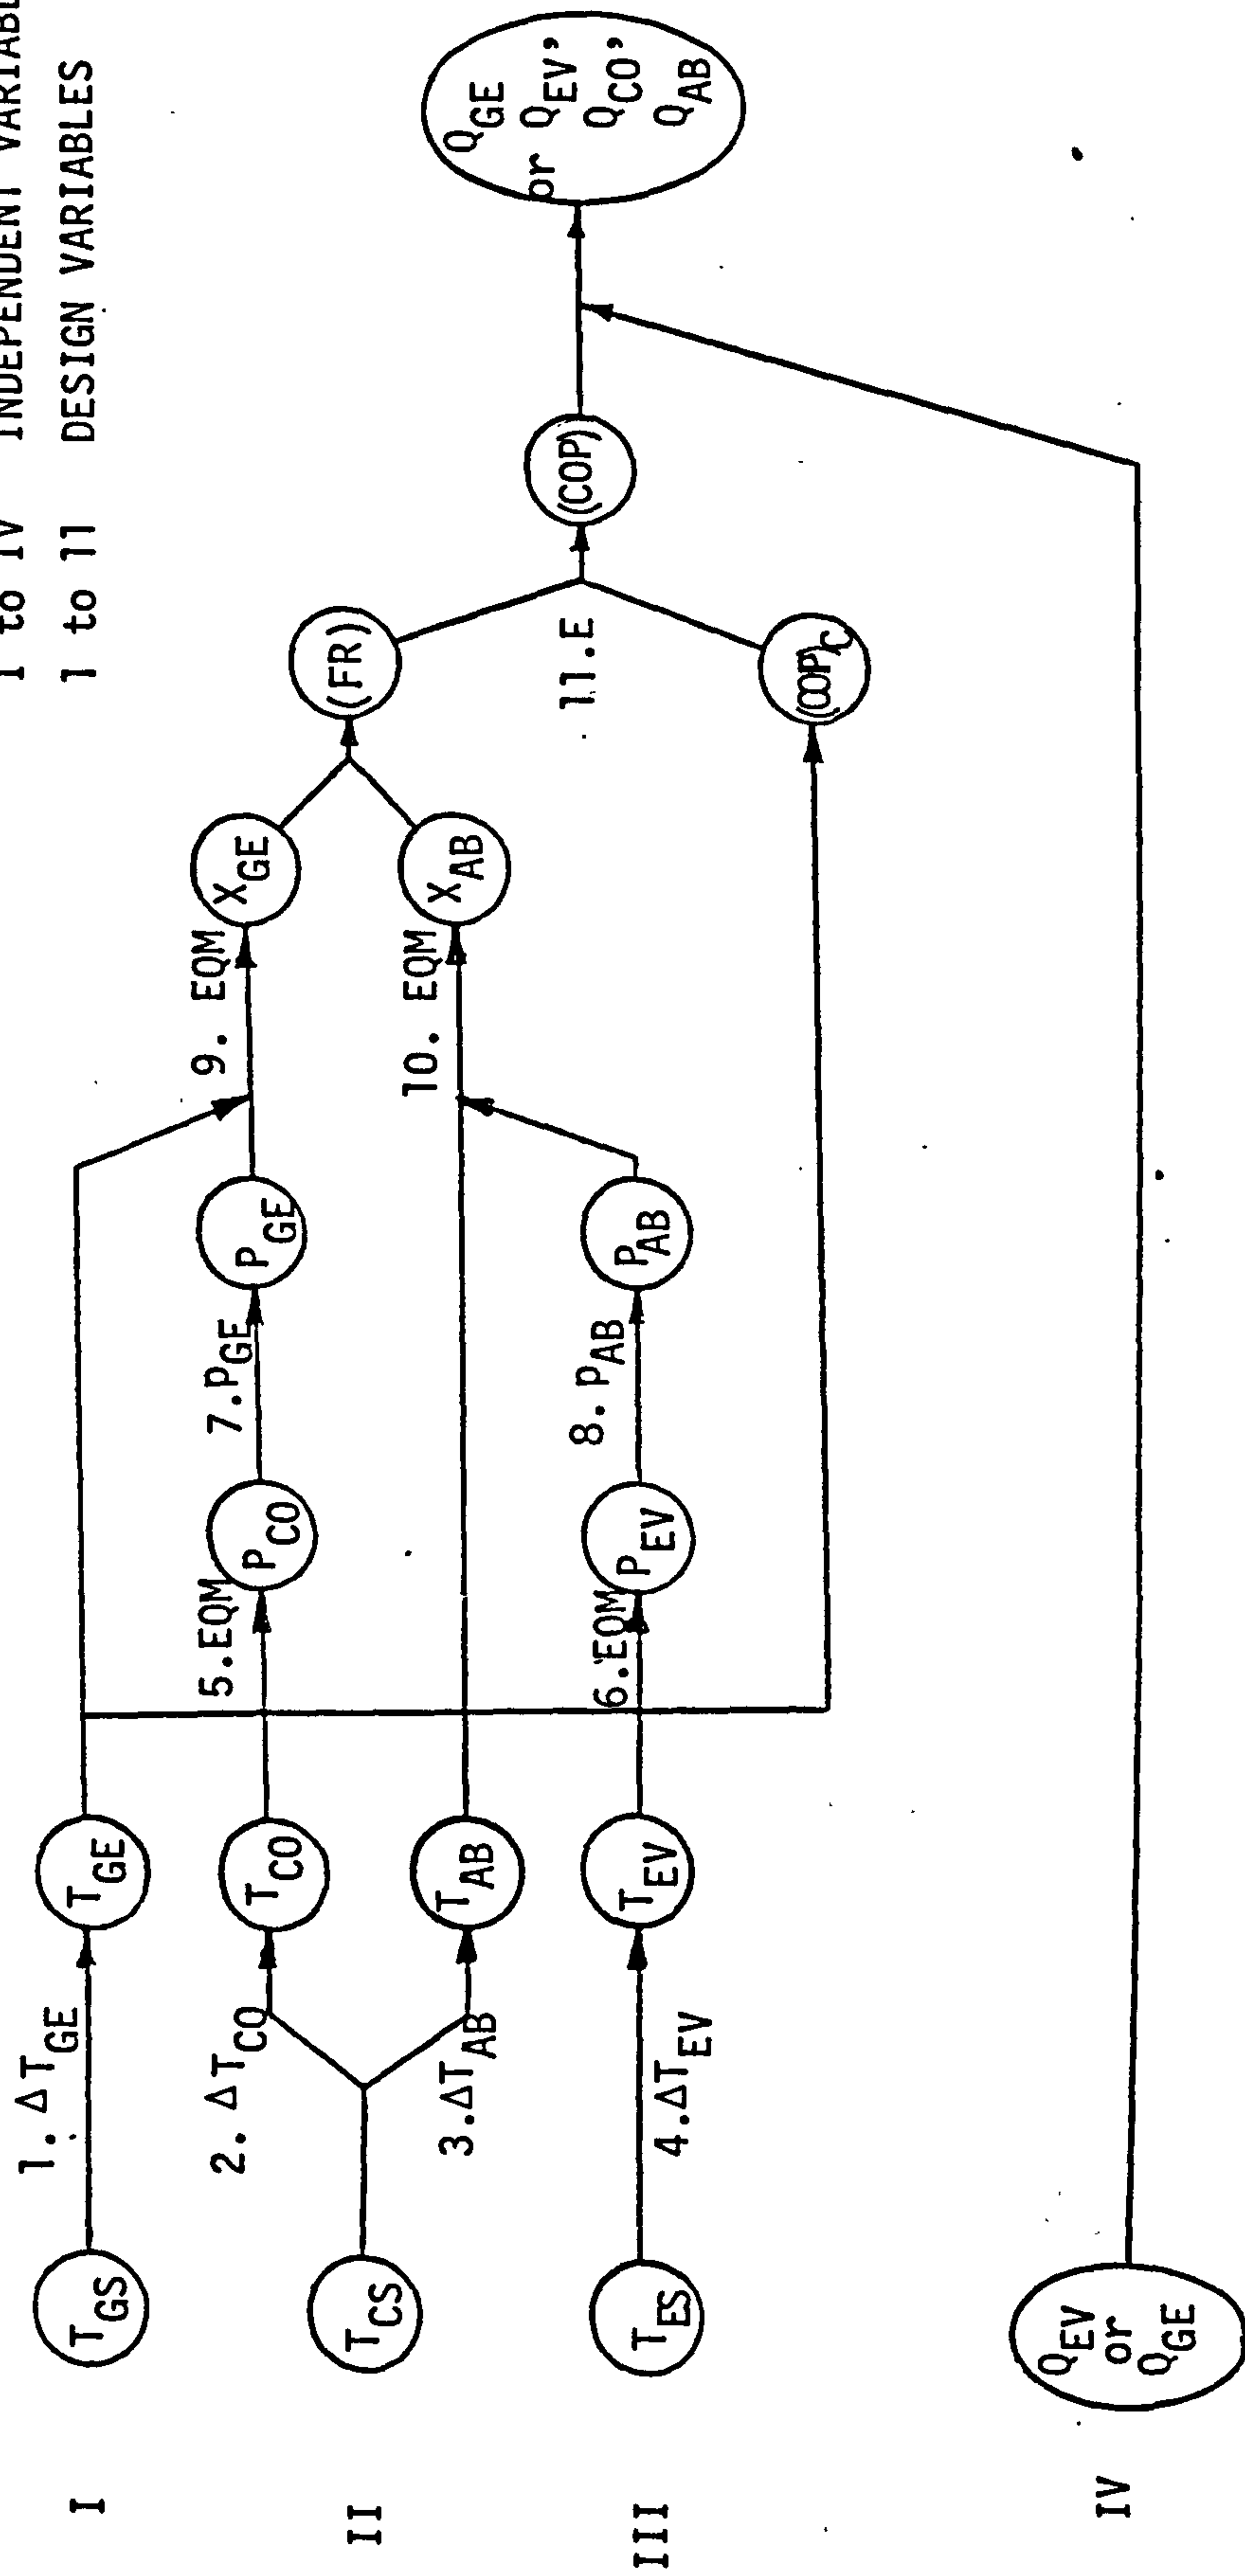 I to IV INDEPENDENT
1 to 11 DESIGN VARIABLES
I
T_GS
1. ΔT_GE
T_GE
II
T_CS
2. ΔT_CO
T_CO
5.EQM
P_CO
7.P_GE
P_GE
9. EQM
X_GE
(FR)
3.ΔT_AB
T_AB
10. EQM
X_AB
11.E
(COP)
Q_GE
or Q_EV,
Q_CO,
Q_AB
III
T_ES
4.ΔT_EV
T_EV
6.EQM
P_EV
8. P_AB
P_AB
(COP)_C
IV
Q_EV
or
Q_GE